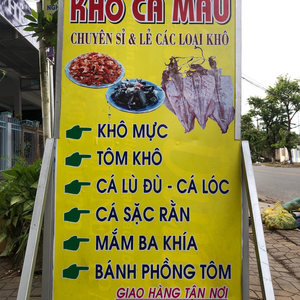 KHÔ CÀ MAU
CHUYÊN SỈ & LẺ CÁC LOẠI KHÔ
KHÔ MỰC
TÔM KHÔ
CÁ LÙ ĐÙ - CÁ LÓC
CÁ SẶC RẰN
MẮM BA KHÍA
BÁNH PHỒNG TÔM
GIAO HÀNG TẬN NƠI